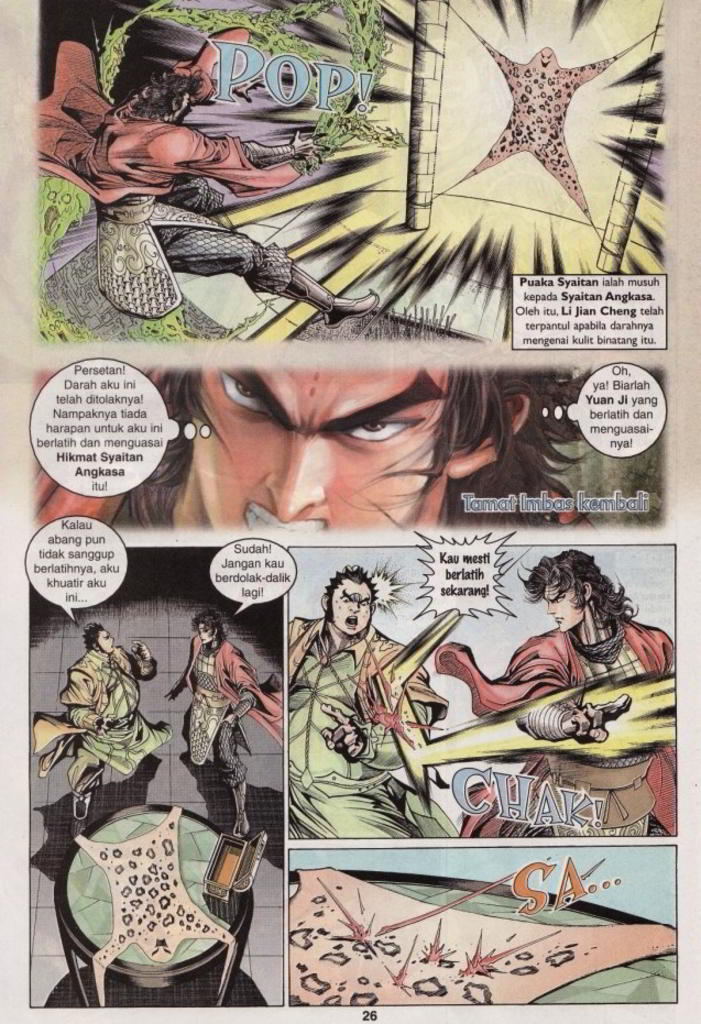 POP!
Puaka Syaitan ialah musuh
kepada Syaitan Angkasa.
Oleh itu, Li Jian Cheng telah
terpantul apabila darahnya
mengenai kulit binatang itu.
Persetan!
Darah aku ini
telah ditolaknya!
Nampaknya tiada
harapan untuk aku ini
berlatih dan menguasai
Hikmat Syaitan
Angkasa
itu!
Oh,
ya! Biarlah
Yuan Ji yang
berlatih dan
menguasai-
nya!
Tamat Imbas kembali
Kalau
abang pun
tidak sanggup
berlatihnya, aku
khuatir aku
ini...
Sudah!
Jangan kau
berdolak-dalik
lagi!
Kau mesti
berlatih
sekarang!
CHAK!
SA...
26